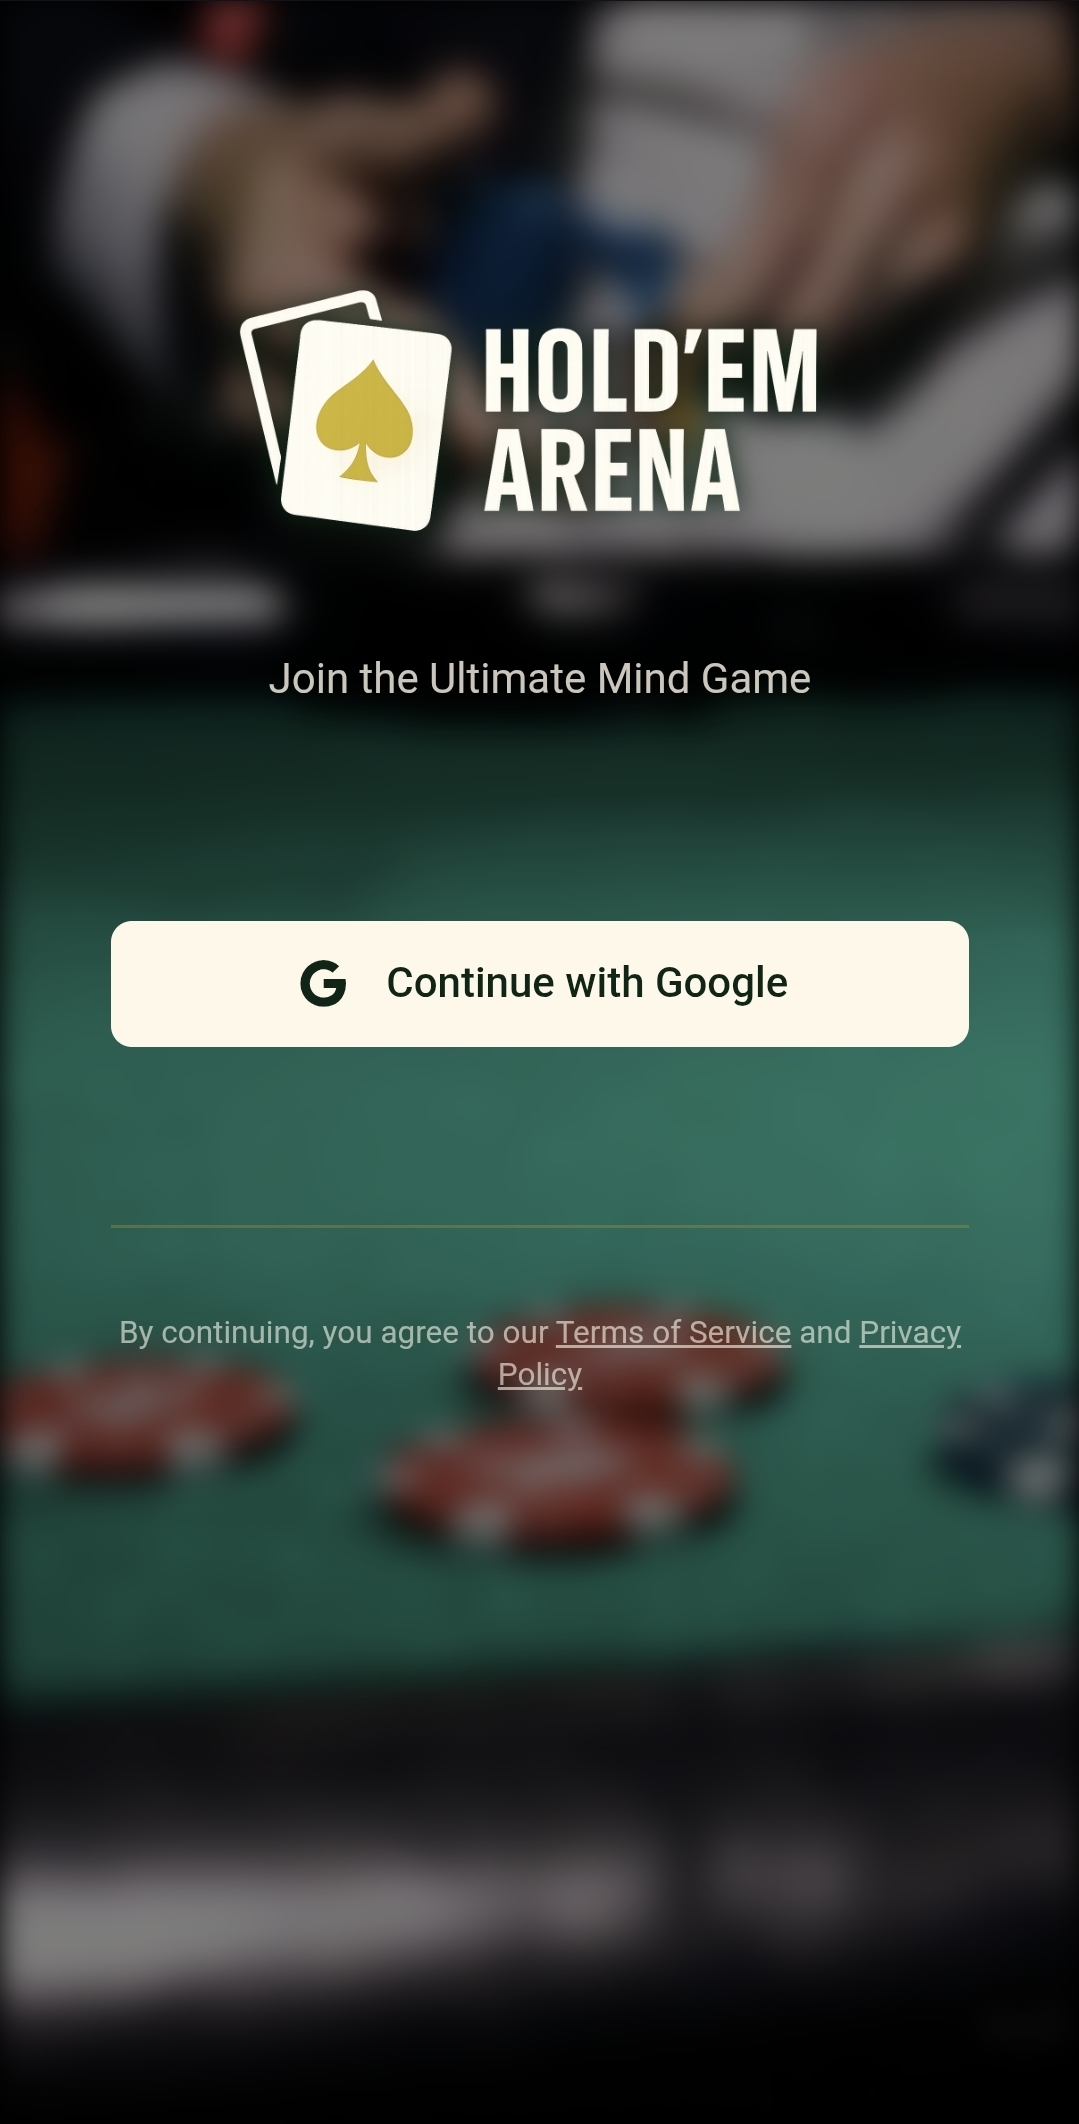 HOLD'EM
ARENA
Join the Ultimate Mind Game
Continue with Google
By continuing, you agree to our Terms of Service and Privacy
Policy